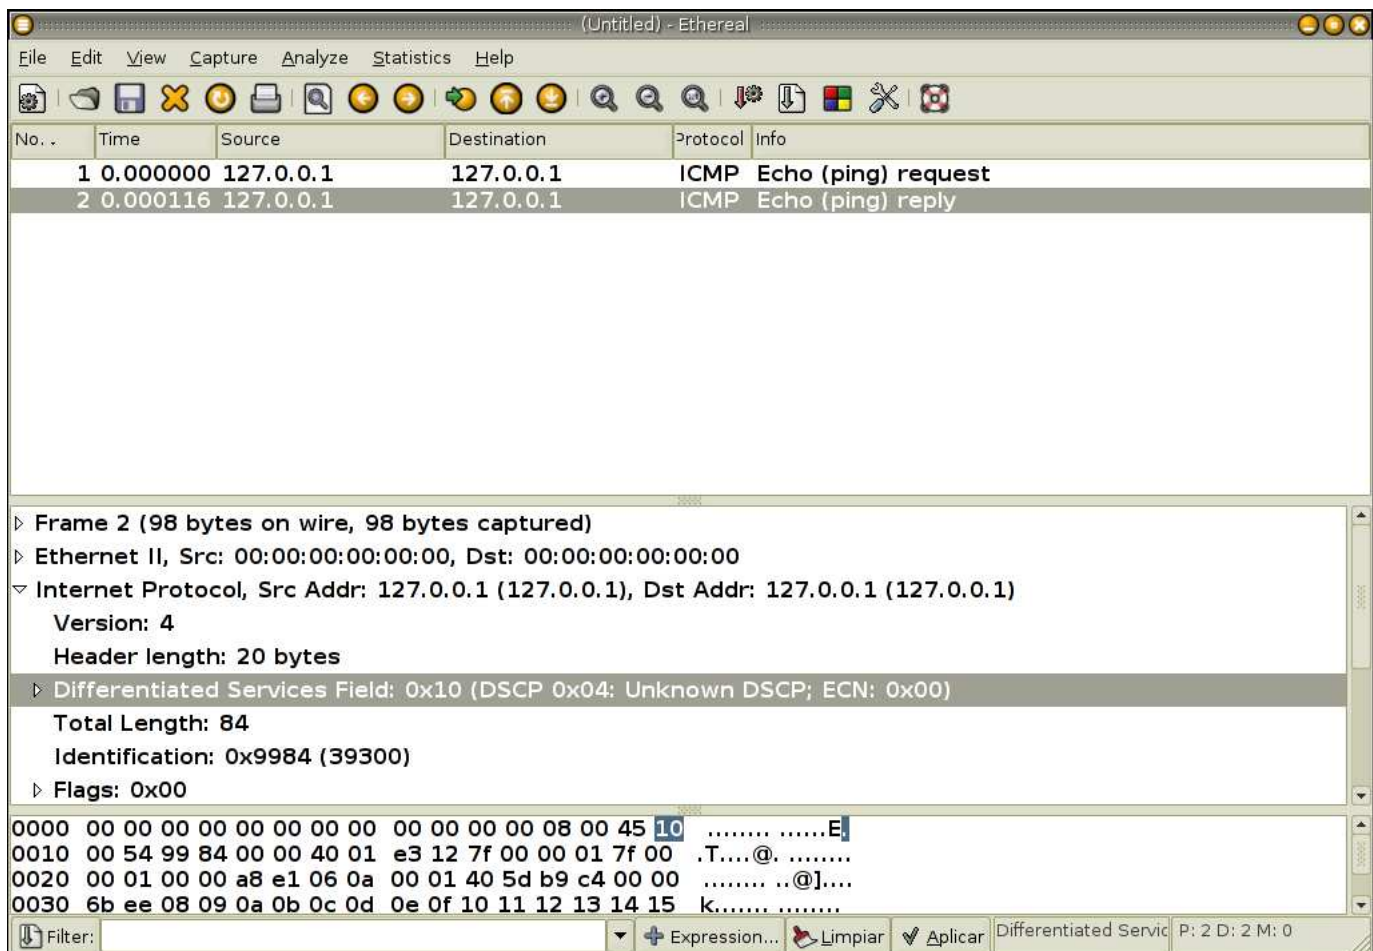 (Untitled) - Ethereal
File Edit View Capture Analyze Statistics Help
No. . Time Source Destination Protocol Info
1 0.000000 127.0.0.1 127.0.0.1 ICMP Echo (ping) request
2 0.000116 127.0.0.1 127.0.0.1 ICMP Echo (ping) reply
Frame 2 (98 bytes on wire, 98 bytes captured)
Ethernet II, Src: 00:00:00:00:00:00, Dst: 00:00:00:00:00:00
Internet Protocol, Src Addr: 127.0.0.1 (127.0.0.1), Dst Addr: 127.0.0.1 (127.0.0.1)
Version: 4
Header length: 20 bytes
Differentiated Services Field: 0x10 (DSCP 0x04: Unknown DSCP; ECN: 0x00)
Total Length: 84
Identification: 0x9984 (39300)
Flags: 0x00
0000 00 00 00 00 00 00 00 00 00 00 00 00 08 00 45 10 ........ ......E.
0010 00 54 99 84 00 00 40 01 e3 12 7f 00 00 01 7f 00 .T....@. ........
0020 00 01 00 00 a8 e1 06 0a 00 01 40 5d b9 c4 00 00 ........ ..@]....
0030 6b ee 08 09 0a 0b 0c 0d 0e 0f 10 11 12 13 14 15 k....... ........
Filter: Expression... Limpiar Aplicar Differentiated Servic P: 2 D: 2 M: 0